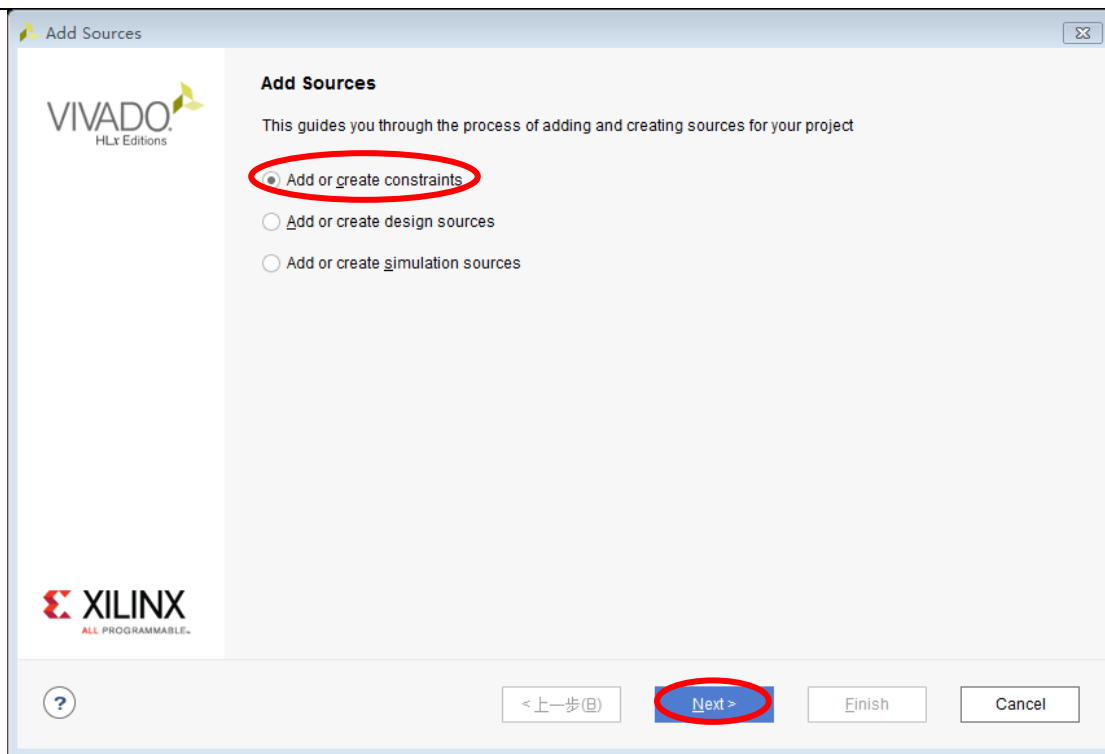 Add Sources
VIVADO.
HLx Editions
Add Sources
This guides you through the process of adding and creating sources for your project
Add or create constraints
Add or create design sources
Add or create simulation sources
XILINX
ALL PROGRAMMABLE™
?
<上一步(B)
Next >
Finish
Cancel